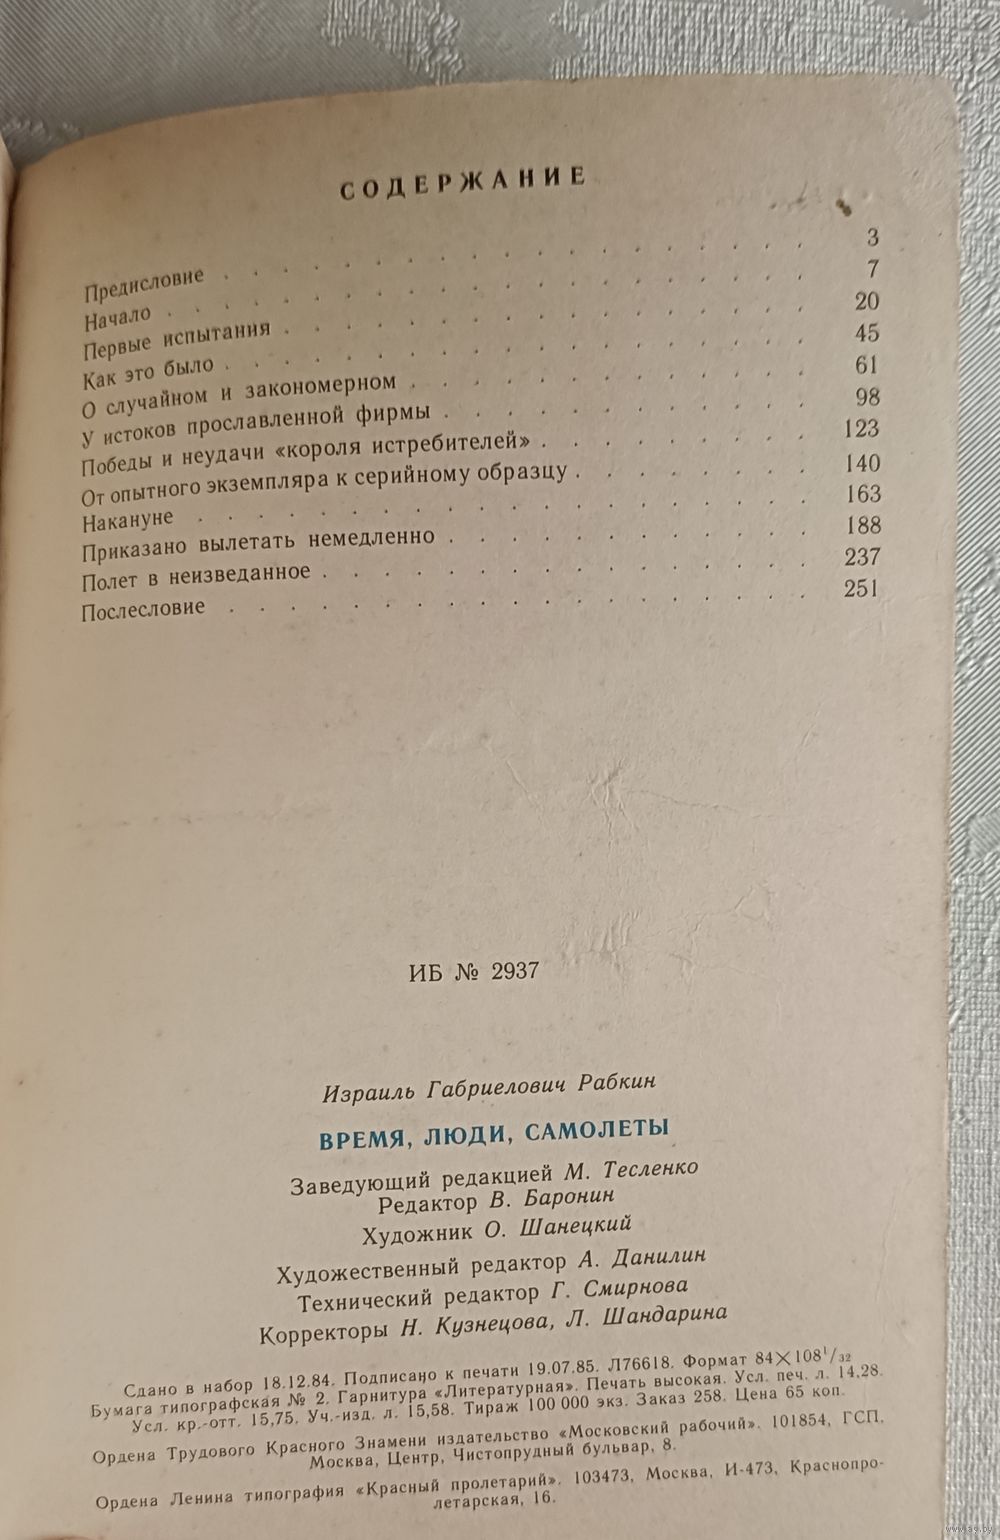 СОДЕРЖАНИЕ
Предисловие . . . . . . . . . . . . . . . . . . 3
Начало . . . . . . . . . . . . . . . . . . . . 7
Первые испытания . . . . . . . . . . . . . . . . 20
Как это было . . . . . . . . . . . . . . . . . . 45
О случайном и закономерном . . . . . . . . . . . 61
У истоков прославленной фирмы . . . . . . . . . . 98
Победы и неудачи «короля истребителей» . . . . . . 123
От опытного экземпляра к серийному образцу . . . . . 140
Накануне . . . . . . . . . . . . . . . . . . . 163
Приказано вылетать немедленно . . . . . . . . . . 188
Полет в неизведанное . . . . . . . . . . . . . . 237
Послесловие . . . . . . . . . . . . . . . . . . 251
ИБ № 2937
Израиль Габриелович Рабкин
ВРЕМЯ, ЛЮДИ, САМОЛЕТЫ
Заведующий редакцией М. Тесленко
Редактор В. Баронин
Художник О. Шанецкий
Художественный редактор А. Данилин
Технический редактор Г. Смирнова
Корректоры Н. Кузнецова, Л. Шандарина
Сдано в набор 18.12.84. Подписано к печати 19.07.85. Л76618. Формат 84×108¹/₃₂
Бумага типографская № 2. Гарнитура «Литературная». Печать высокая. Усл. печ. л. 14,28.
Усл. кр.-отт. 15,75. Уч.-изд. л. 15,58. Тираж 100 000 экз. Заказ 258. Цена 65 коп.
Ордена Трудового Красного Знамени издательство «Московский рабочий». 101854, ГСП,
Москва, Центр, Чистопрудный бульвар, 8.
Ордена Ленина типография «Красный пролетарий». 103473, Москва, И-473, Краснопро-
летарская, 16.
www.ay.by